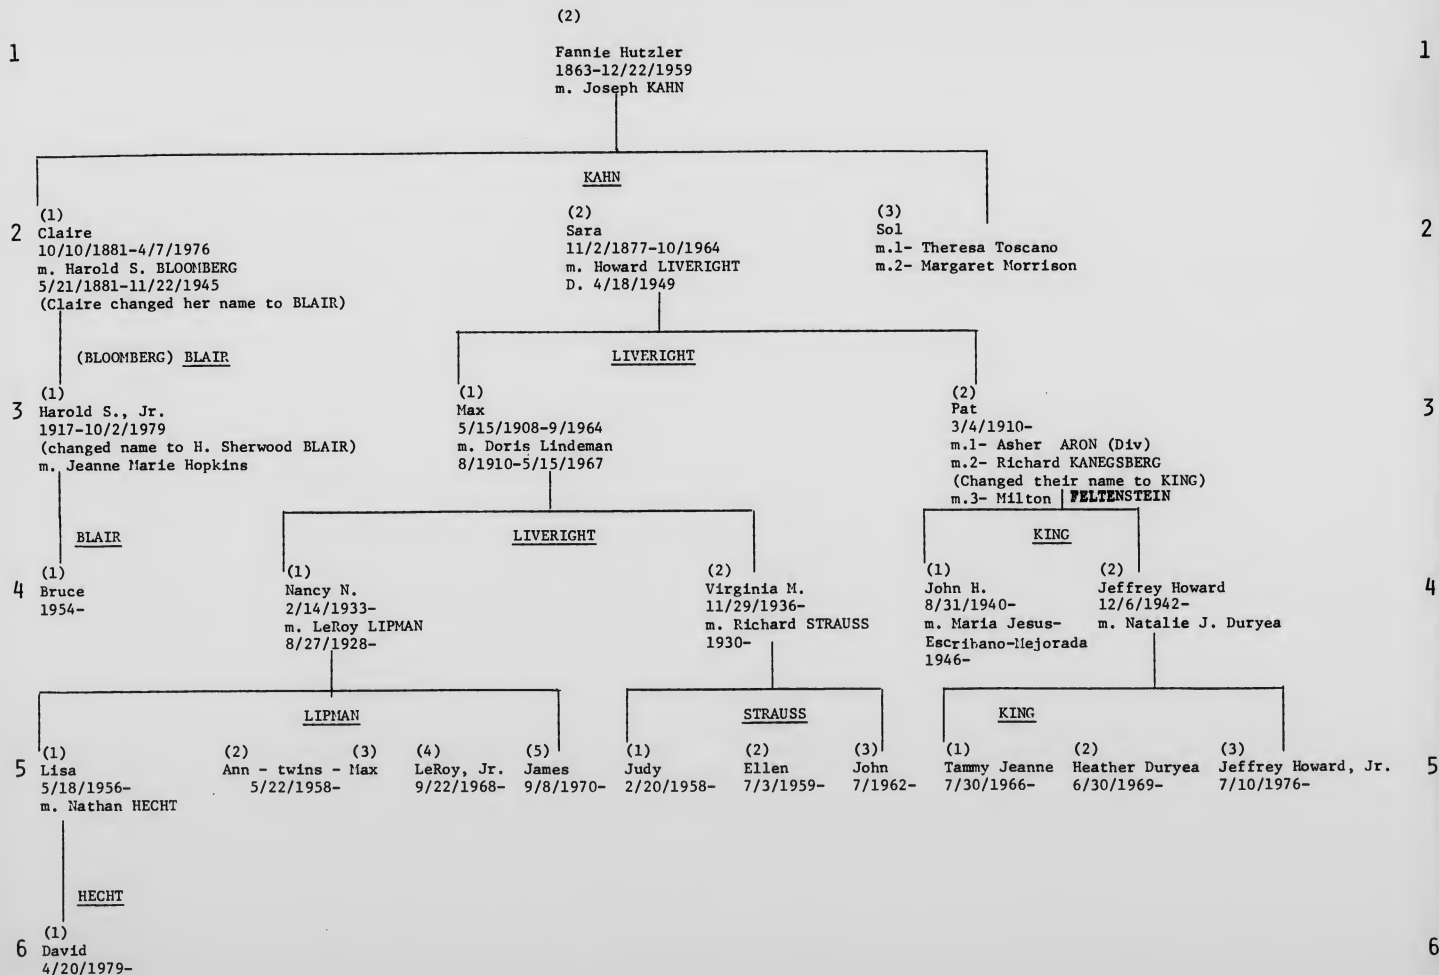 (2)
1
Fannie Hutzler
1
1863-12/22/1959
m. Joseph KAHN
KAHN
(1)
2 Claire
10/10/1881-4/7/1976
m. Harold S. BLOOMBERG
5/21/1881-11/22/1945
(Claire changed her name to BLAIR)
(2)
Sara
11/2/1877-10/1964
m. Howard LIVERIGHT
D. 4/18/1949
(3)
Sol
m.1- Theresa Toscano
m.2- Margaret Morrison
2
(BLOOMBERG) BLAIR
LIVERIGHT
(1)
3 Harold S., Jr.
1917-10/2/1979
(changed name to H. Sherwood BLAIR)
m. Jeanne Marie Hopkins
(1)
Max
5/15/1908-9/1964
m. Doris Lindeman
8/1910-5/15/1967
(2)
Pat
3/4/1910-
m.1- Asher ARON (Div)
m.2- Richard KANEGSBERG
(Changed their name to KING)
m.3- Milton FELTENSTEIN
3
BLAIR
LIVERIGHT
KING
(1)
4 Bruce
1954-
(1)
Nancy N.
2/14/1933-
m. LeRoy LIPMAN
8/27/1928-
(2)
Virginia M.
11/29/1936-
m. Richard STRAUSS
1930-
(1)
John H.
8/31/1940-
m. Maria Jesus-
Escribano-Mejorada
1946-
(2)
Jeffrey Howard
12/6/1942-
m. Natalie J. Duryea
4
LIPMAN
STRAUSS
KING
(1)
5 Lisa
5/18/1956-
m. Nathan HECHT
(2) (3)
Ann - twins - Max
5/22/1958-
(4)
LeRoy, Jr.
9/22/1968-
(5)
James
9/8/1970-
(1)
Judy
2/20/1958-
(2)
Ellen
7/3/1959-
(3)
John
7/1962-
(1)
Tammy Jeanne
7/30/1966-
(2)
Heather Duryea
6/30/1969-
(3)
Jeffrey Howard, Jr.
7/10/1976-
5
HECHT
(1)
6 David
4/20/1979-
6